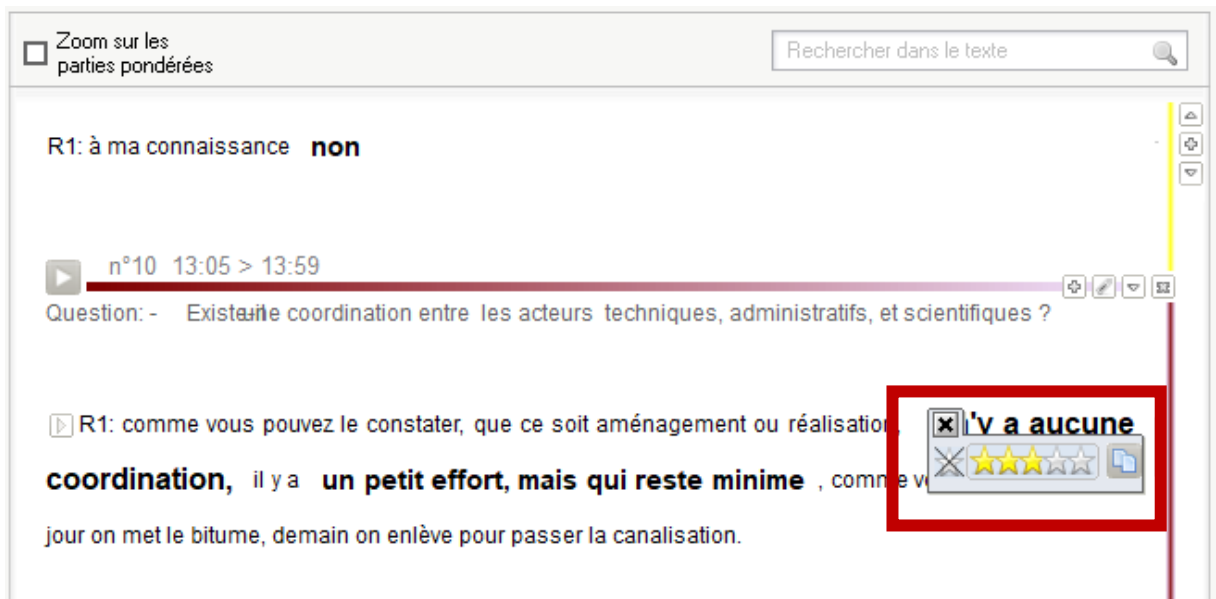 Zoom sur les
parties pondérées
Rechercher dans le texte
R1: à ma connaissance non
n°10 13:05 > 13:59
Question: - Existe une coordination entre les acteurs techniques, administratifs, et scientifiques ?
R1: comme vous pouvez le constater, que ce soit aménagement ou réalisation, 'y a aucune
coordination, il y a un petit effort, mais qui reste minime , comme
jour on met le bitume, demain on enlève pour passer la canalisation.